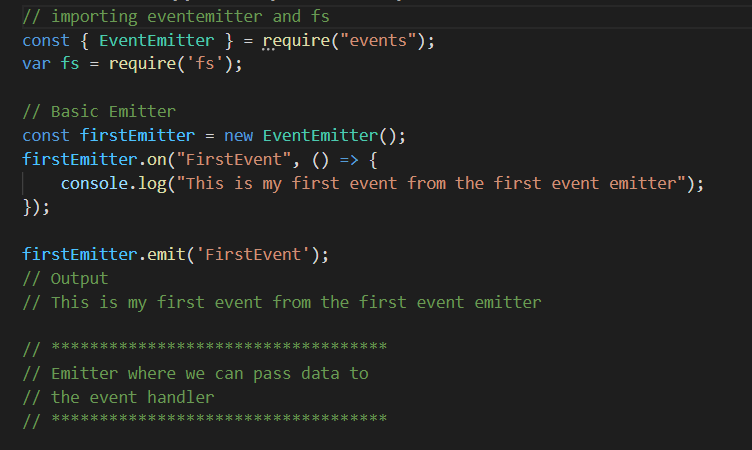 // importing eventemitter and fs
const { EventEmitter } = require("events");
var fs = require('fs');
// Basic Emitter
const firstEmitter = new EventEmitter();
firstEmitter.on("FirstEvent", () => {
    console.log("This is my first event from the first event emitter");
});
firstEmitter.emit('FirstEvent');
// Output
// This is my first event from the first event emitter
// ***********************************
// Emitter where we can pass data to
// the event handler
// ***********************************